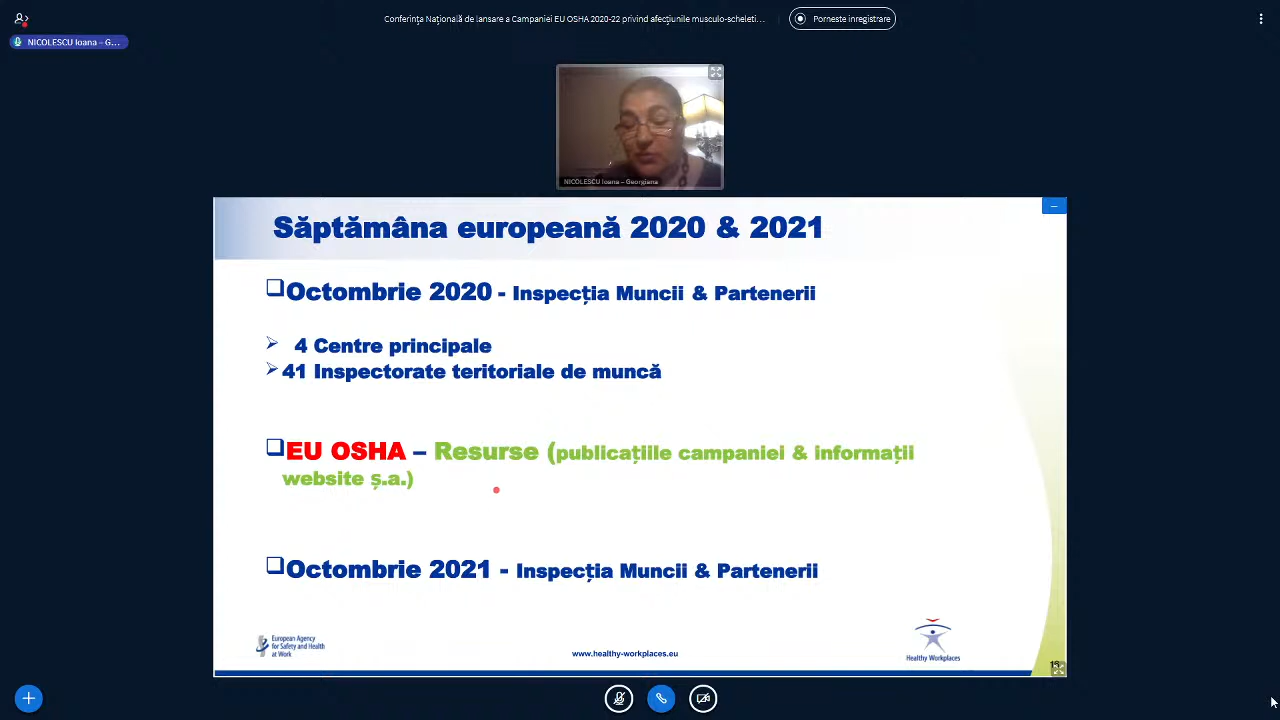 Conferința Națională de lansare a Campaniei EU OSHA 2020-22 privind afecțiunile musculo-scheleti...
Porneste inregistrare
NICOLESCU Ioana – G...
NICOLESCU Ioana – Georgiana
Săptămâna europeană 2020 & 2021
Octombrie 2020 - Inspecția Muncii & Partenerii
4 Centre principale
41 Inspectorate teritoriale de muncă
EU OSHA – Resurse (publicațiile campaniei & informații
website ș.a.)
Octombrie 2021 - Inspecția Muncii & Partenerii
European Agency
for Safety and Health
at Work
www.healthy-workplaces.eu
Healthy Workplaces